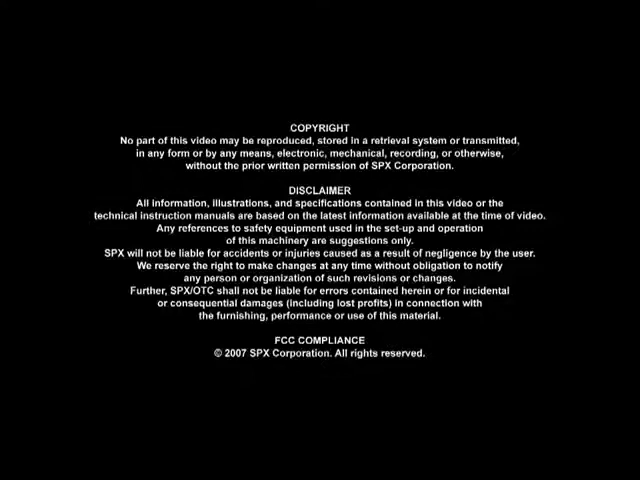 COPYRIGHT
No part of this video may be reproduced, stored in a retrieval system or transmitted,
in any form or by any means, electronic, mechanical, recording, or otherwise,
without the prior written permission of SPX Corporation.
DISCLAIMER
All information, illustrations, and specifications contained in this video or the
technical instruction manuals are based on the latest information available at the time of video.
Any references to safety equipment used in the set-up and operation
of this machinery are suggestions only.
SPX will not be liable for accidents or injuries caused as a result of negligence by the user.
We reserve the right to make changes at any time without obligation to notify
any person or organization of such revisions or changes.
Further, SPX/OTC shall not be liable for errors contained herein or for incidental
or consequential damages (including lost profits) in connection with
the furnishing, performance or use of this material.
FCC COMPLIANCE
© 2007 SPX Corporation. All rights reserved.